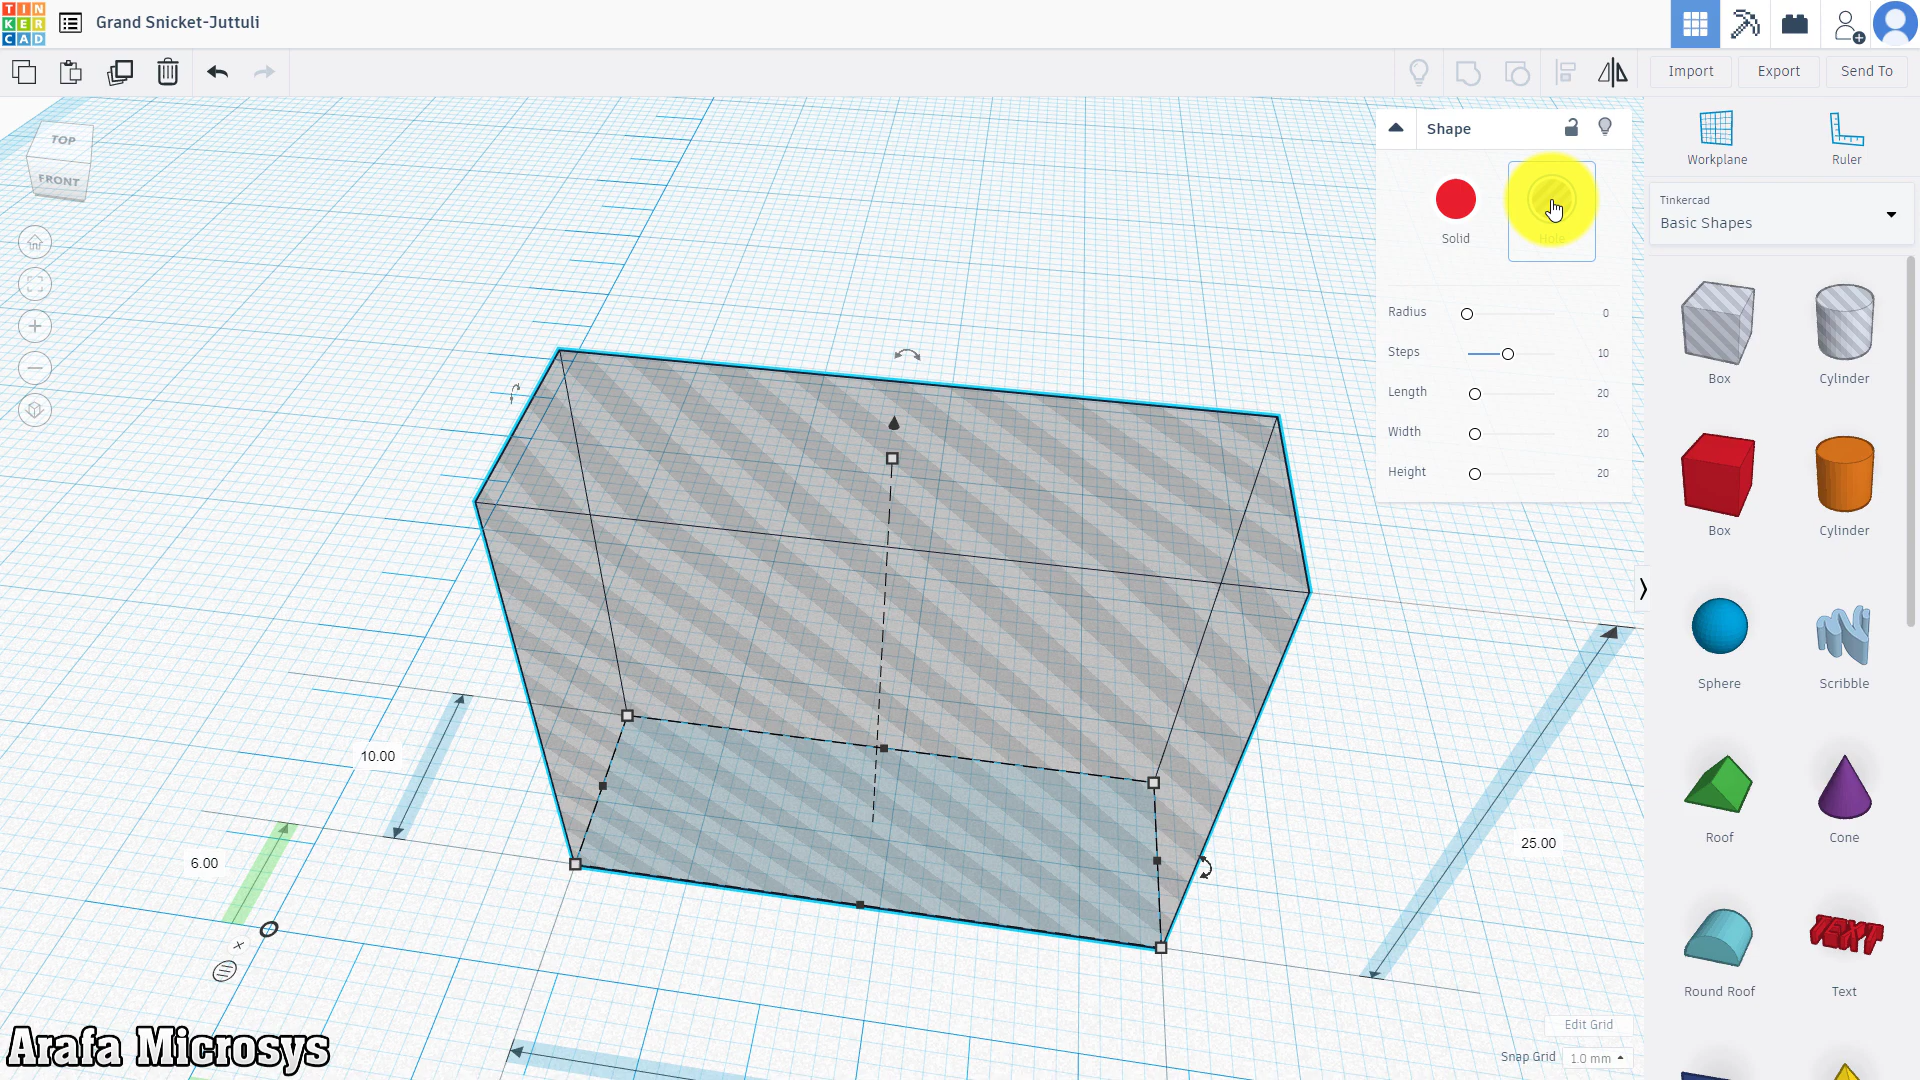 TIN
KER
CAD
Grand Snicket-Juttuli
Import
Export
Send To
TOP
FRONT
Shape
Solid
Hole
Radius
0
Steps
10
Length
20
Width
20
Height
20
Workplane
Ruler
Tinkercad
Basic Shapes
Box
Cylinder
Box
Cylinder
Sphere
Scribble
Roof
Cone
TEXT
Round Roof
Text
10.00
6.00
25.00
Edit Grid
Snap Grid 1.0 mm
Arafa Microsys